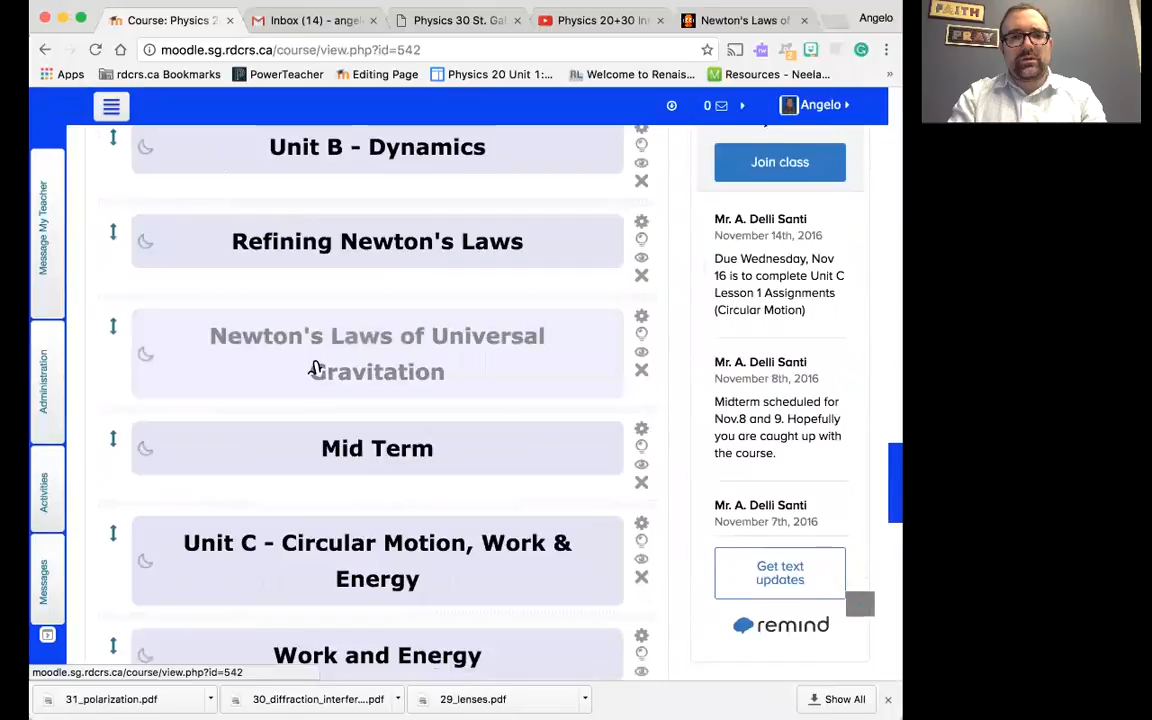 Course: Physics 2
Inbox (14) - angel
Physics 30 St. Gal
Physics 20+30 In
Newton's Laws of
Angelo
moodle.sg.rdcrs.ca/course/view.php?id=542
Apps
rdcrs.ca Bookmarks
PowerTeacher
Editing Page
Physics 20 Unit 1:...
Welcome to Renais...
Resources - Neela...
»
0
Angelo
FAITH
PRAY
Message My Teacher
Administration
Activities
Messages
Unit B - Dynamics
Refining Newton's Laws
Newton's Laws of Universal
Gravitation
Mid Term
Unit C - Circular Motion, Work &
Energy
Work and Energy
Join class
Mr. A. Delli Santi
November 14th, 2016
Due Wednesday, Nov
16 is to complete Unit C
Lesson 1 Assignments
(Circular Motion)
Mr. A. Delli Santi
November 8th, 2016
Midterm scheduled for
Nov.8 and 9. Hopefully
you are caught up with
the course.
Mr. A. Delli Santi
November 7th, 2016
Get text
updates
remind
moodle.sg.rdcrs.ca/course/view.php?id=542
31_polarization.pdf
30_diffraction_interfer....pdf
29_lenses.pdf
Show All